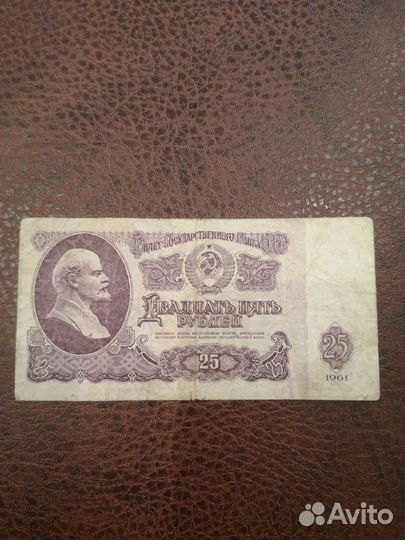 Билет Государственного Банка СССР
Двадцать пять
рублей
25
25
1961
Avito